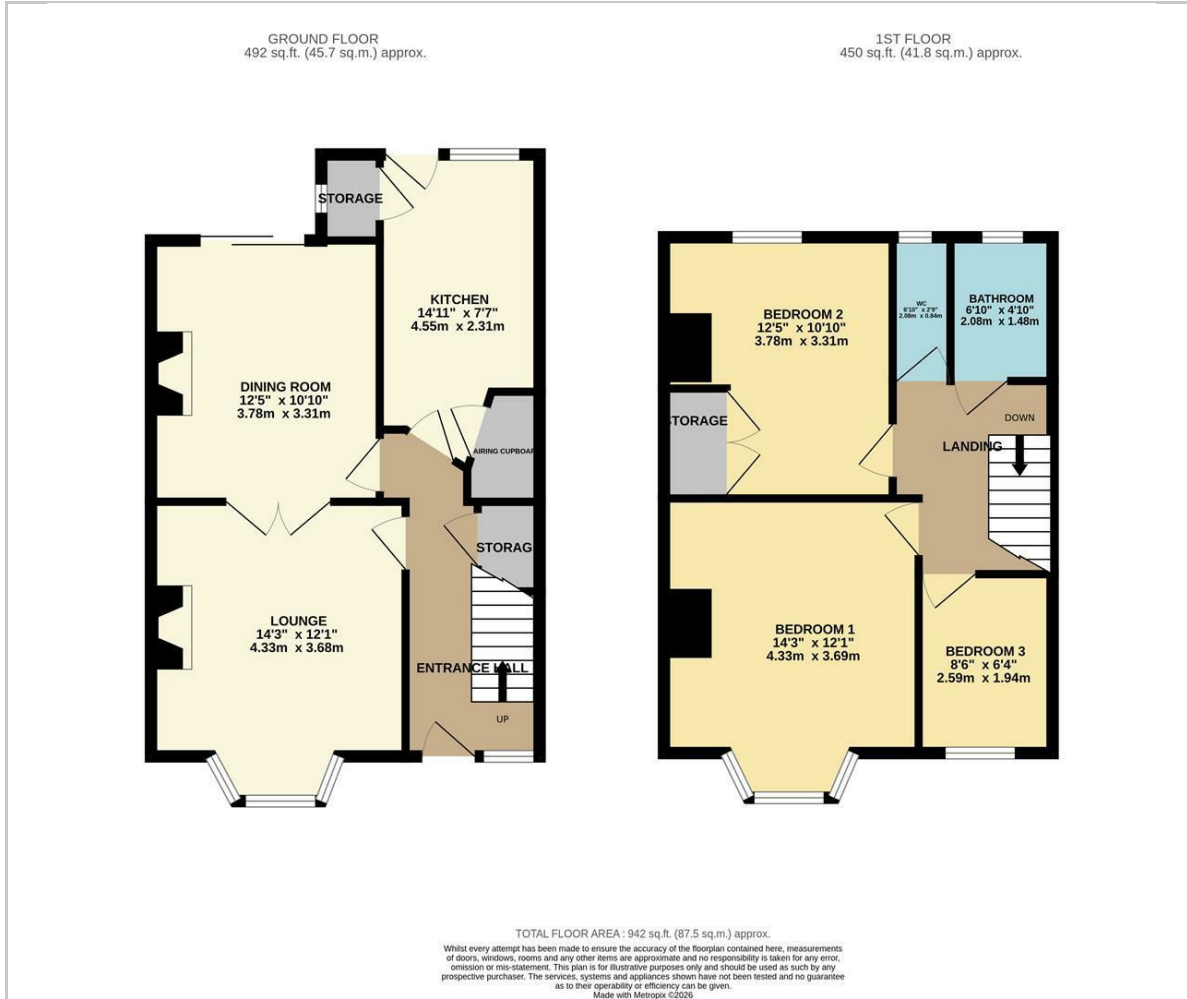 GROUND FLOOR
492 sq.ft. (45.7 sq.m.) approx.
1ST FLOOR
450 sq.ft. (41.8 sq.m.) approx.
STORAGE
KITCHEN
14'11" x 7'7"
4.55m x 2.31m
DINING ROOM
12'5" x 10'10"
3.78m x 3.31m
AIRING CUPBOAR
STORAG
LOUNGE
14'3" x 12'1"
4.33m x 3.68m
ENTRANCE HALL
UP
BEDROOM 2
12'5" x 10'10"
3.78m x 3.31m
WC
6'10" x 2'9"
2.08m x 0.84m
BATHROOM
6'10" x 4'10"
2.08m x 1.48m
STORAGE
DOWN
LANDING
BEDROOM 1
14'3" x 12'1"
4.33m x 3.69m
BEDROOM 3
8'6" x 6'4"
2.59m x 1.94m
TOTAL FLOOR AREA : 942 sq.ft. (87.5 sq.m.) approx.
Whilst every attempt has been made to ensure the accuracy of the floorplan contained here, measurements
of doors, windows, rooms and any other items are approximate and no responsibility is taken for any error,
omission or mis-statement. This plan is for illustrative purposes only and should be used as such by any
prospective purchaser. The services, systems and appliances shown have not been tested and no guarantee
as to their operability or efficiency can be given.
Made with Metropix ©2026